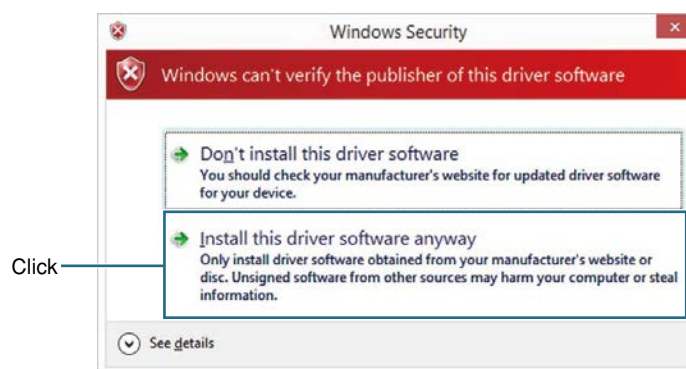 Windows Security
Windows can't verify the publisher of this driver software
Don't install this driver software
You should check your manufacturer's website for updated driver software
for your device.
Install this driver software anyway
Only install driver software obtained from your manufacturer's website or
disc. Unsigned software from other sources may harm your computer or steal
information.
Click
See details